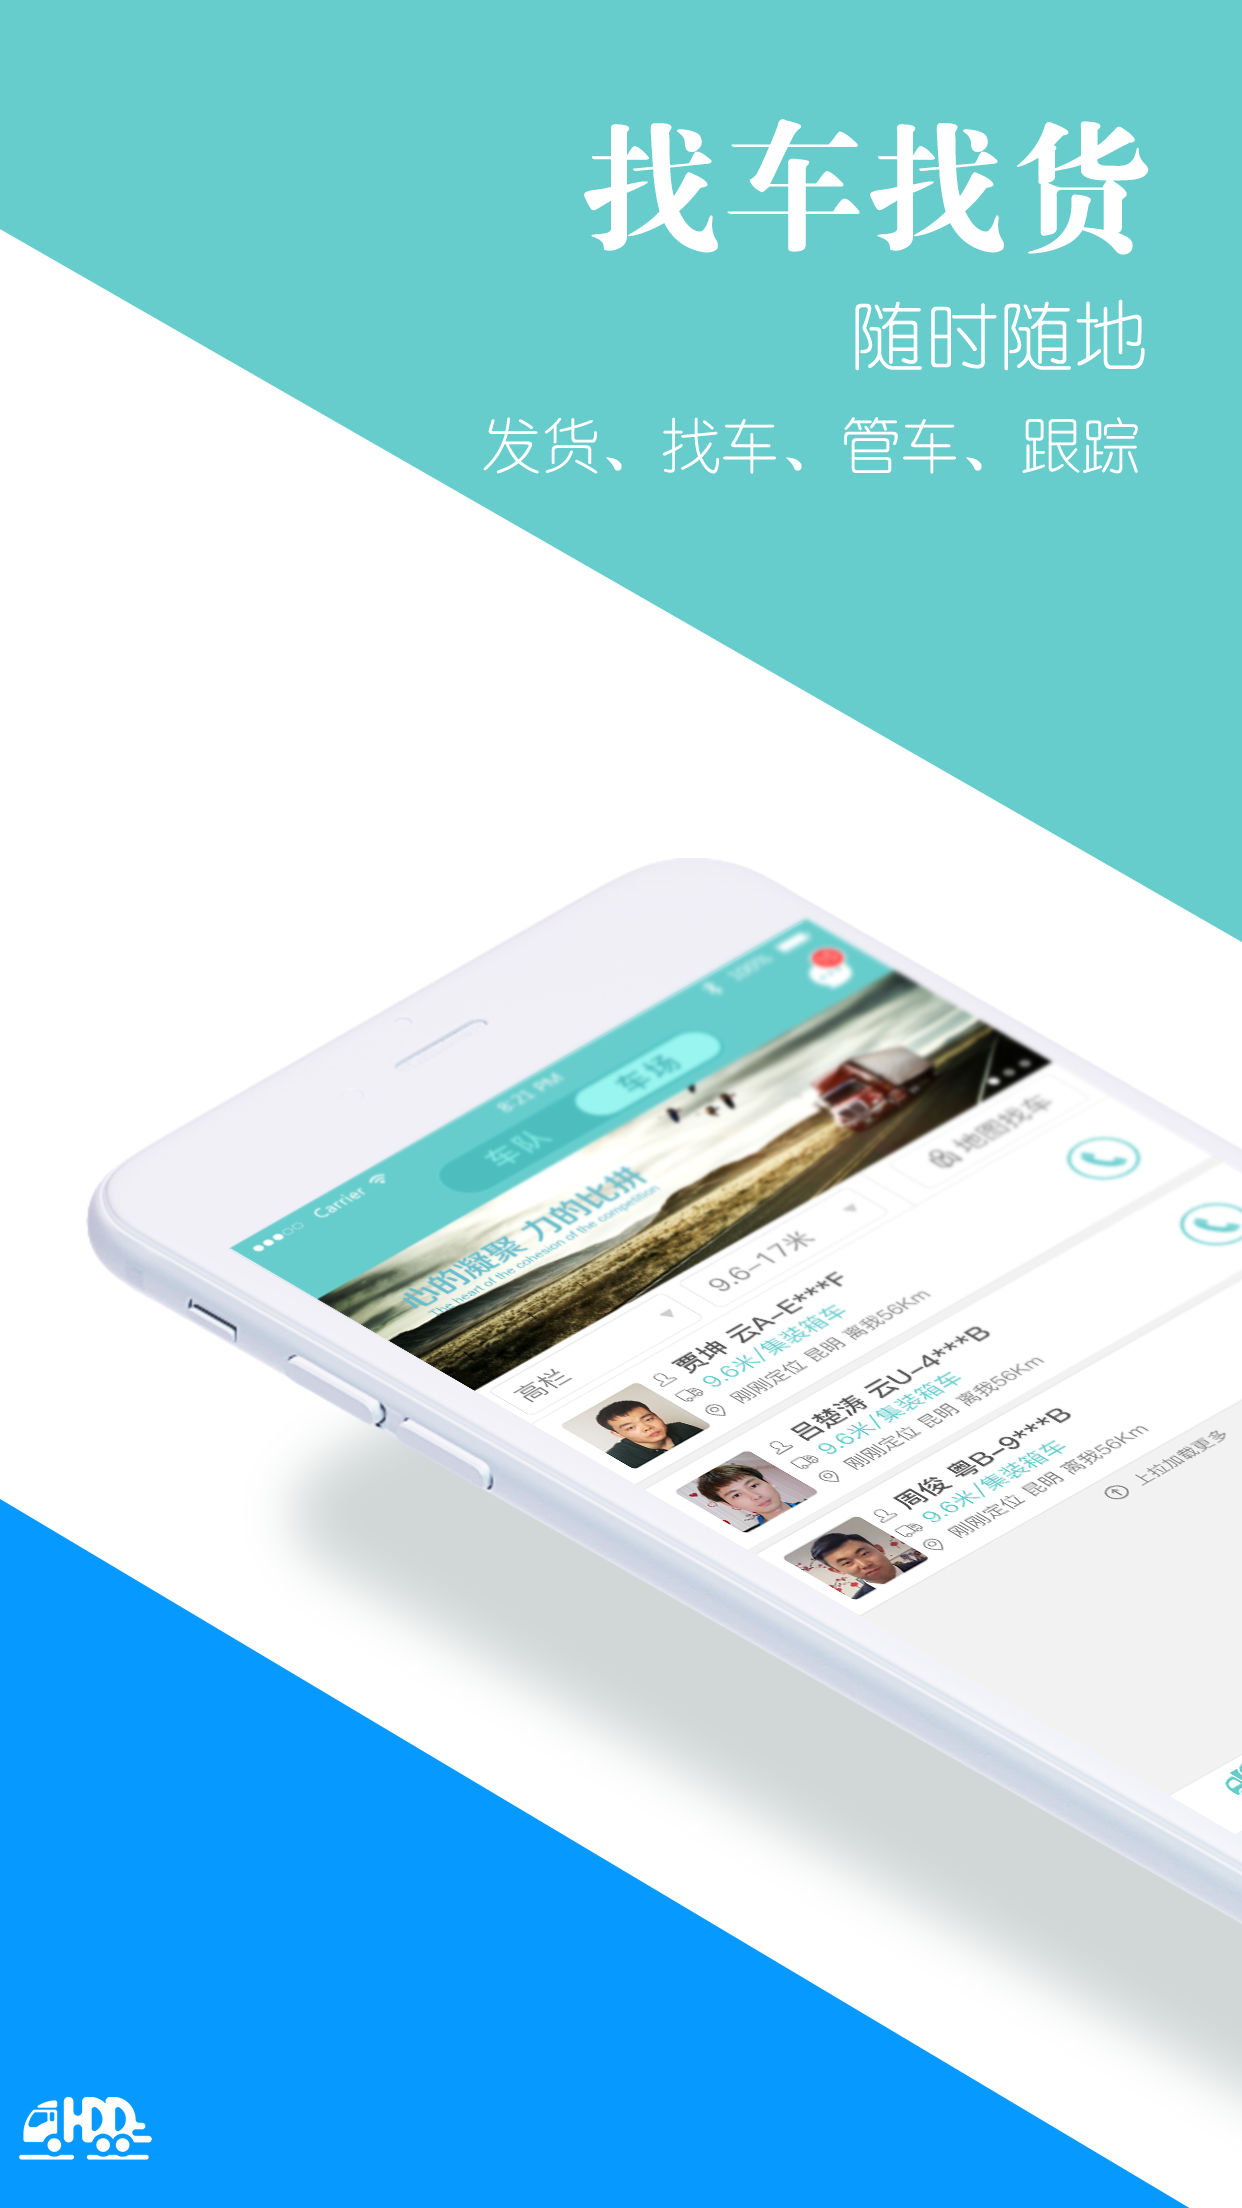 找车找货
随时随地
发货、找车、管车、跟踪
Carrier
8:21 PM
100%
车队
车场
心的凝聚 力的比拼
The heart of the cohesion of the competition
高栏
9.6-17米
地图找车
贾坤 云A-E***F
9.6米/集装箱车
刚刚定位 昆明 离我56Km
吕楚涛 云U-4***B
9.6米/集装箱车
刚刚定位 昆明 离我56Km
周俊 粤B-9***B
9.6米/集装箱车
刚刚定位 昆明 离我56Km
上拉加载更多
HDD